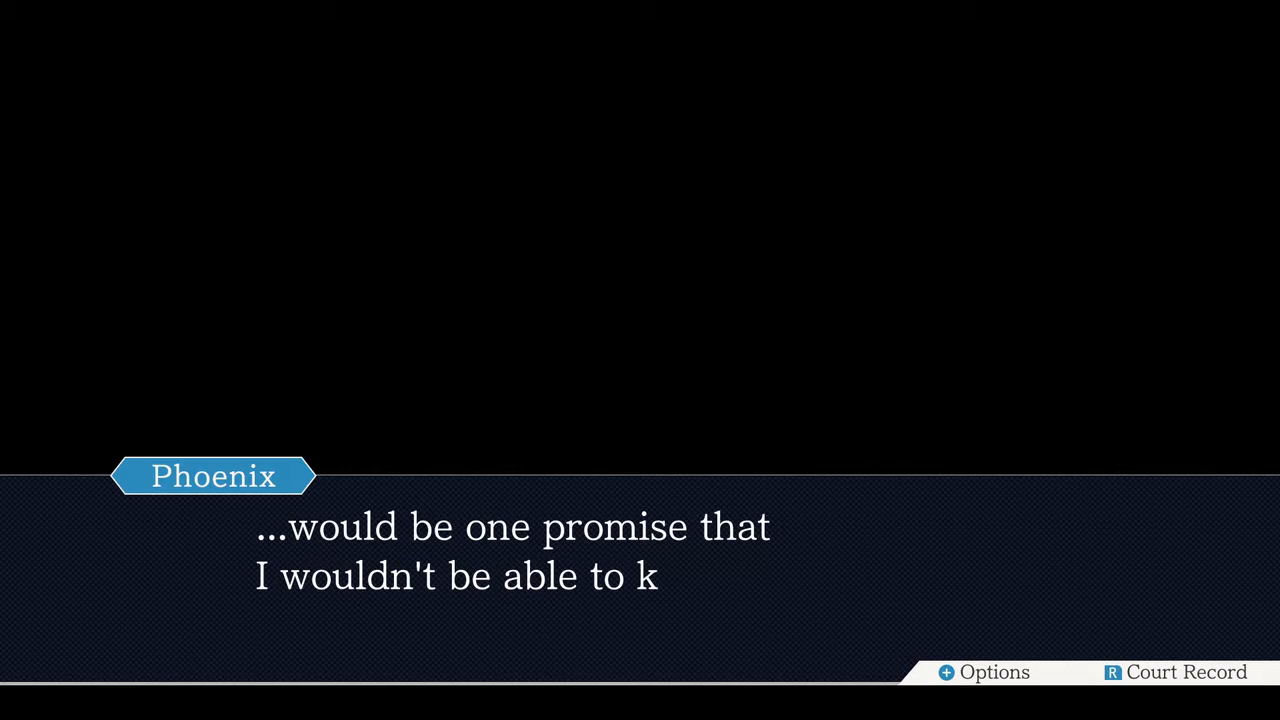 Phoenix
...would be one promise that
I wouldn't be able to k
+ Options
R Court Record